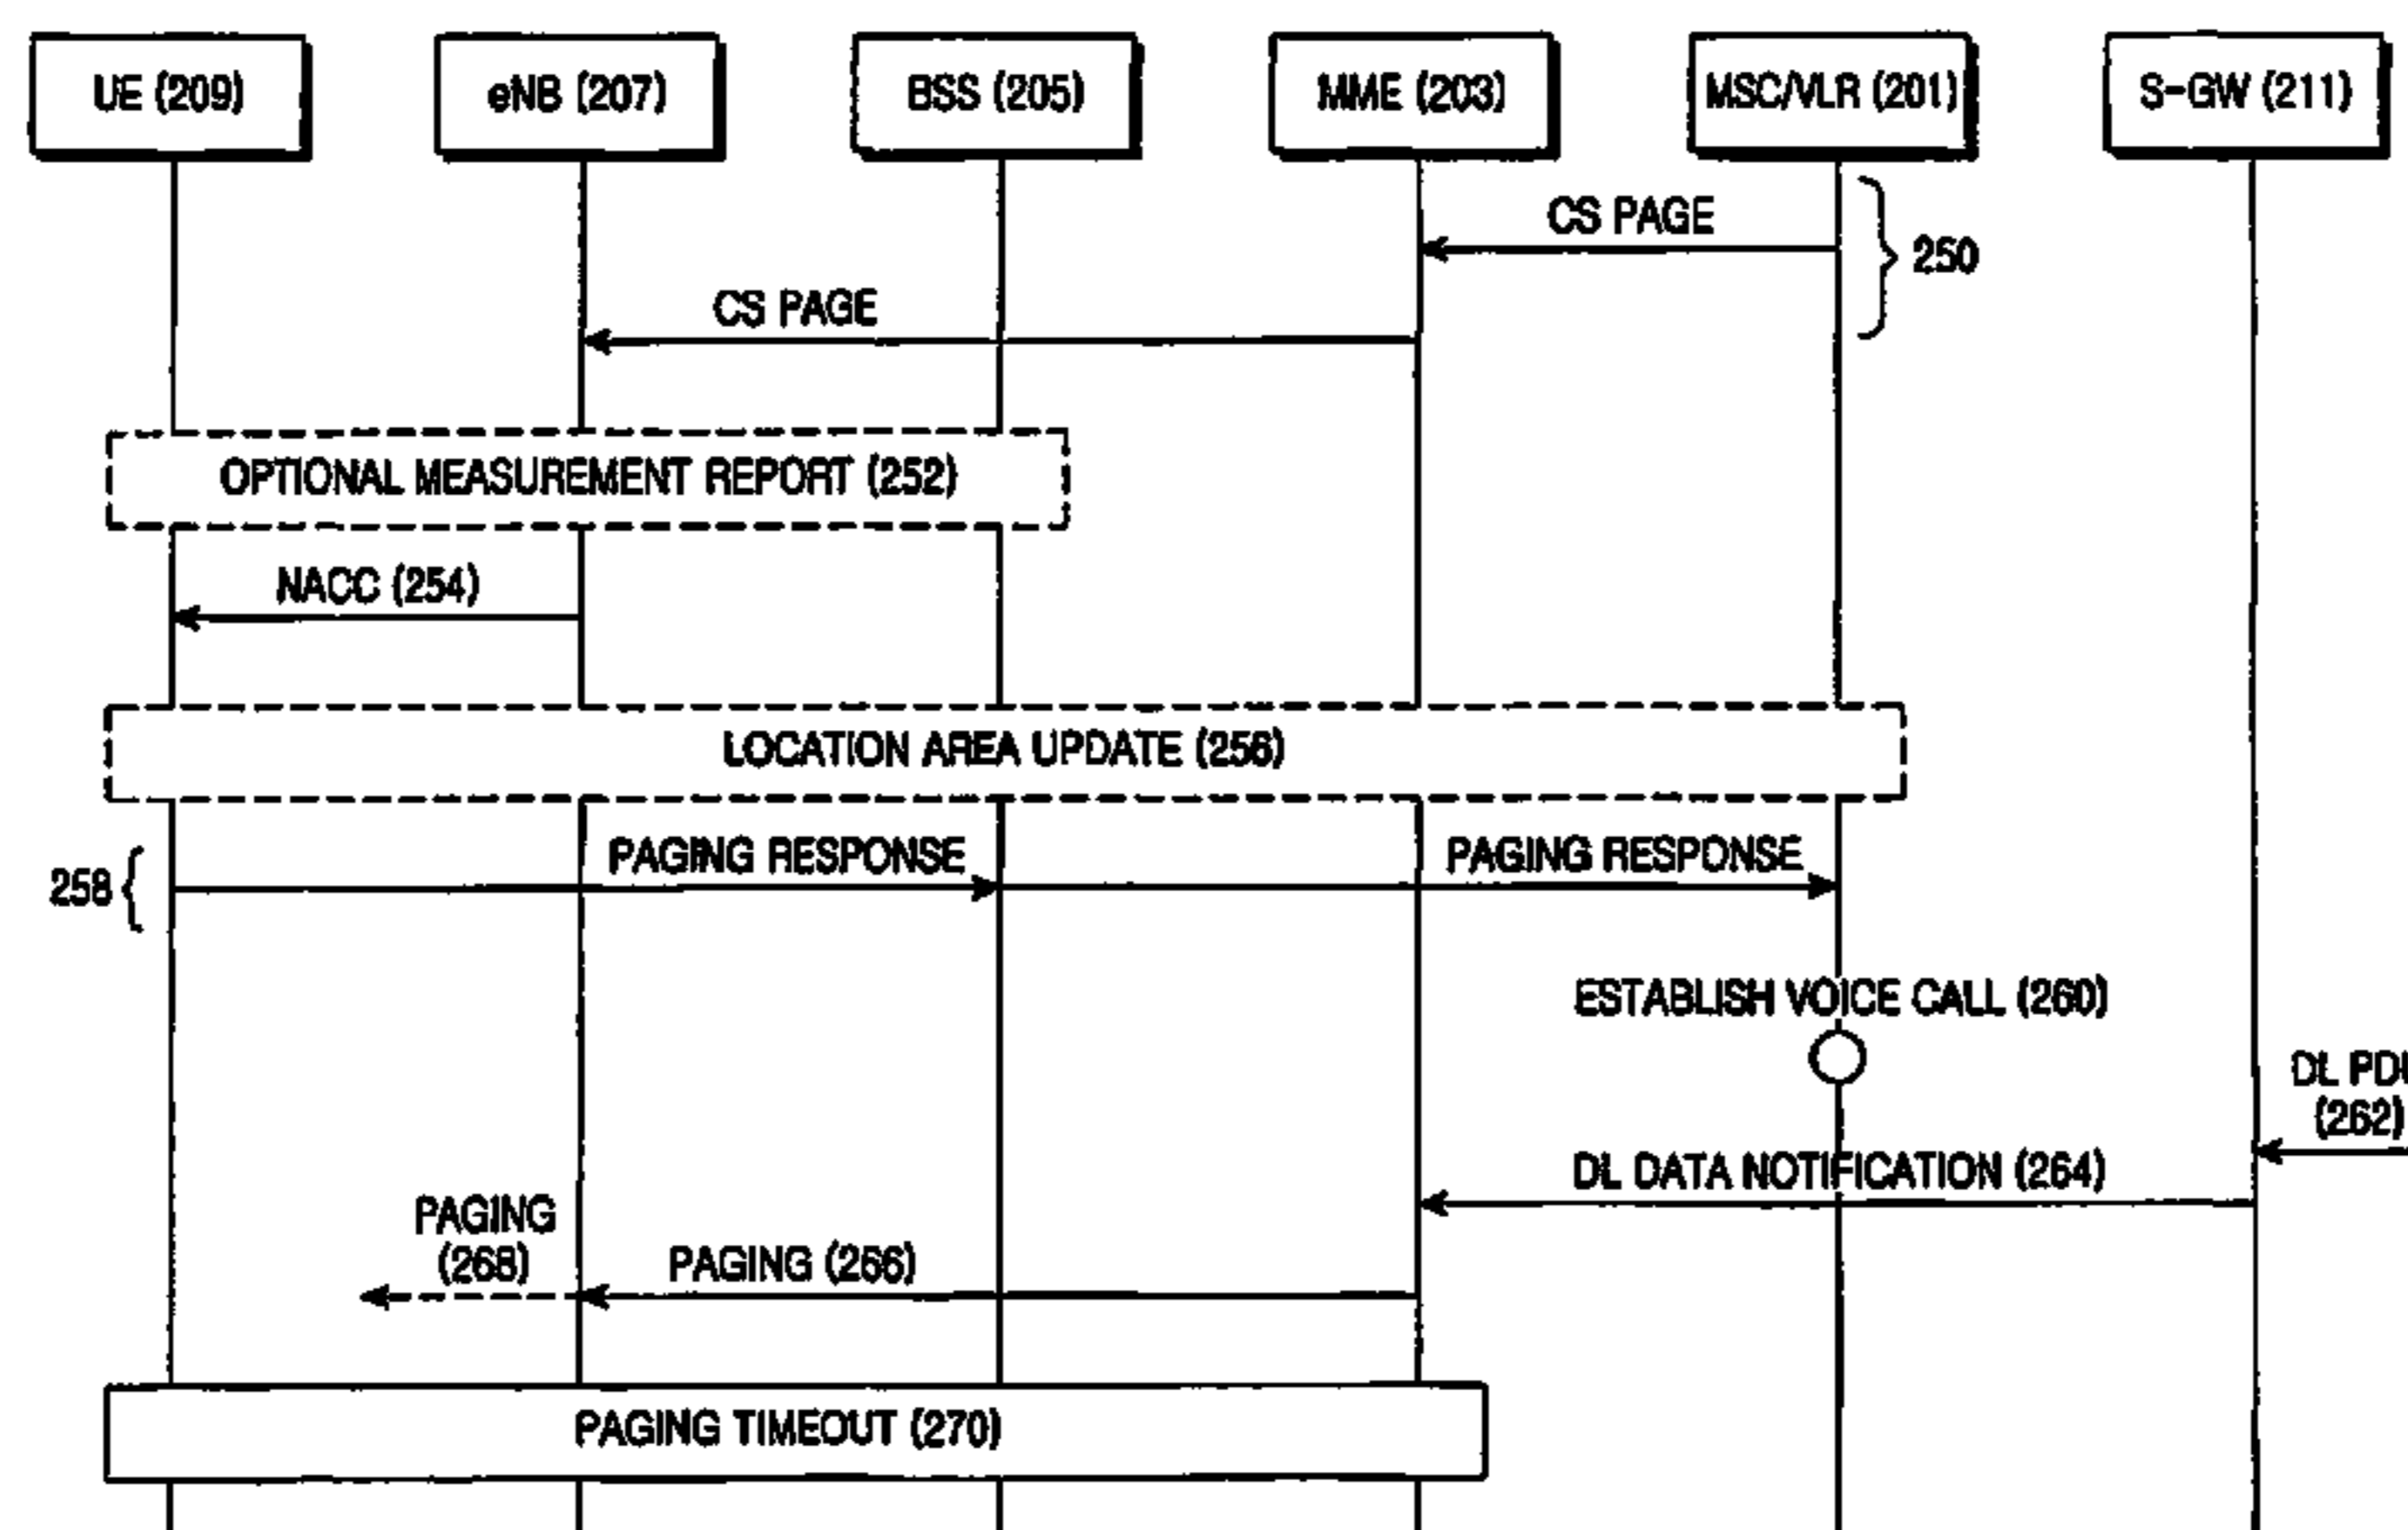 UE (209)
eNB (207)
BSS (205)
MME (203)
MSC/VLR (201)
S-GW (211)
CS PAGE
250
CS PAGE
OPTIONAL MEASUREMENT REPORT (252)
NACC (254)
LOCATION AREA UPDATE (256)
PAGING RESPONSE
PAGING RESPONSE
258
ESTABLISH VOICE CALL (260)
DL
(262)
DL DATA NOTIFICATION (264)
PAGING
(268)
PAGING (266)
PAGING TIMEOUT (270)